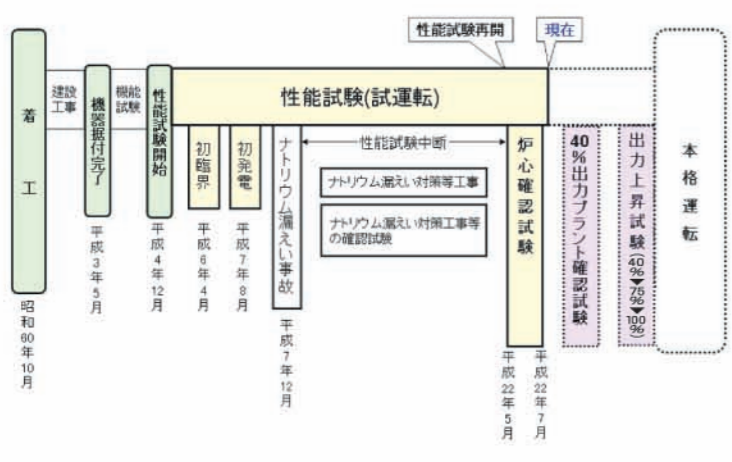 性能試験再開
現在
着工
建設
工事
機器据付完了
機能
試験
性能試験開始
性能試験(試運転)
初臨界
初発電
ナトリウム漏えい事故
性能試験中断
ナトリウム漏えい対策等工事
ナトリウム漏えい対策工事等
の確認試験
炉心確認試験
40%出力プラント確認試験
出力上昇試験(40%▼75%▼100%)
本格運転
昭和60年10月
平成3年5月
平成4年12月
平成6年4月
平成7年8月
平成7年12月
平成22年5月
平成22年7月